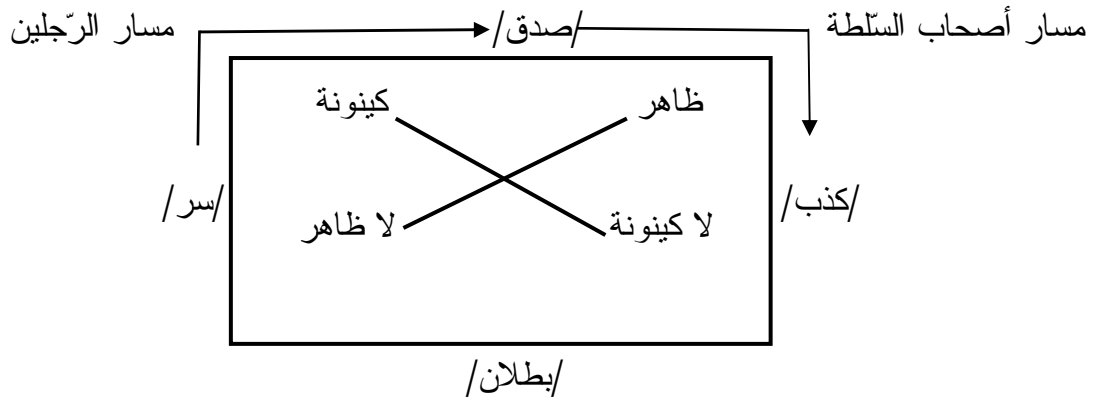 مسار أصحاب السّلطة /صدق/ مسار الرّجلين
ظاهر كينونة
/كذب/ /سر/
لا كينونة لا ظاهر
/بطلان/